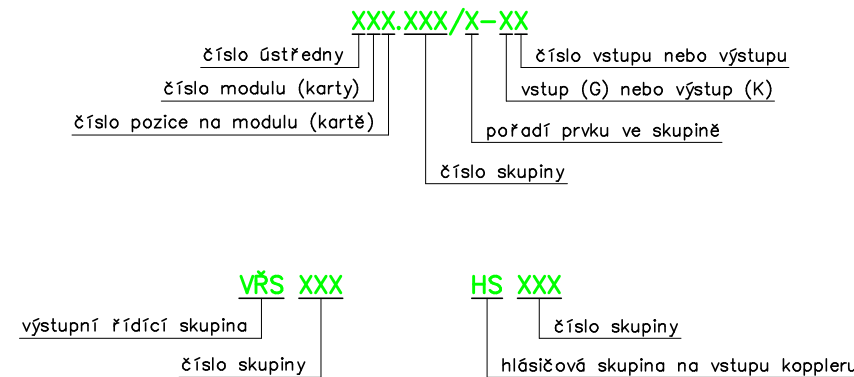 XXX.XXX/X-XX
číslo ústředny
číslo vstupu nebo výstupu
číslo modulu (karty)
vstup (G) nebo výstup (K)
číslo pozice na modulu (kartě)
pořadí prvku ve skupině
číslo skupiny
VŘS XXX
HS XXX
výstupní řídící skupina
číslo skupiny
číslo skupiny
hlásičová skupina na vstupu koppleru